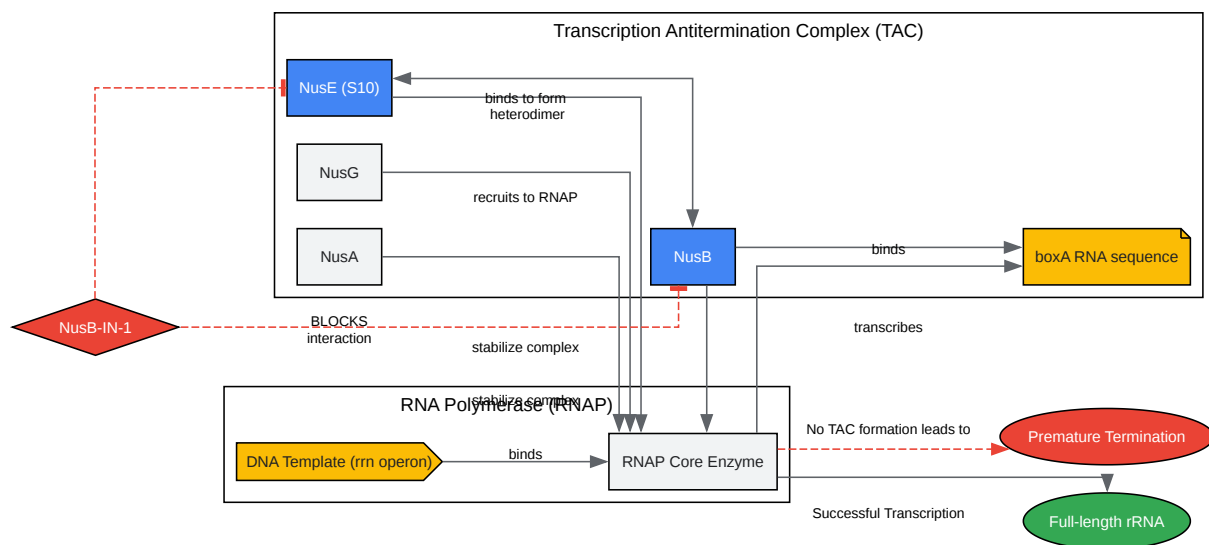 Transcription Antitermination Complex (TAC)
NusE (S10)
binds to form
heterodimer
NusG
recruits to RNAP
NusA
NusB
binds
boxA RNA sequence
NusB-IN-1
BLOCKS
interaction
transcribes
stabilize complex
stabilize complex
RNA Polymerase (RNAP)
DNA Template (rrn operon)
binds
RNAP Core Enzyme
No TAC formation leads to
Premature Termination
Successful Transcription
Full-length rRNA